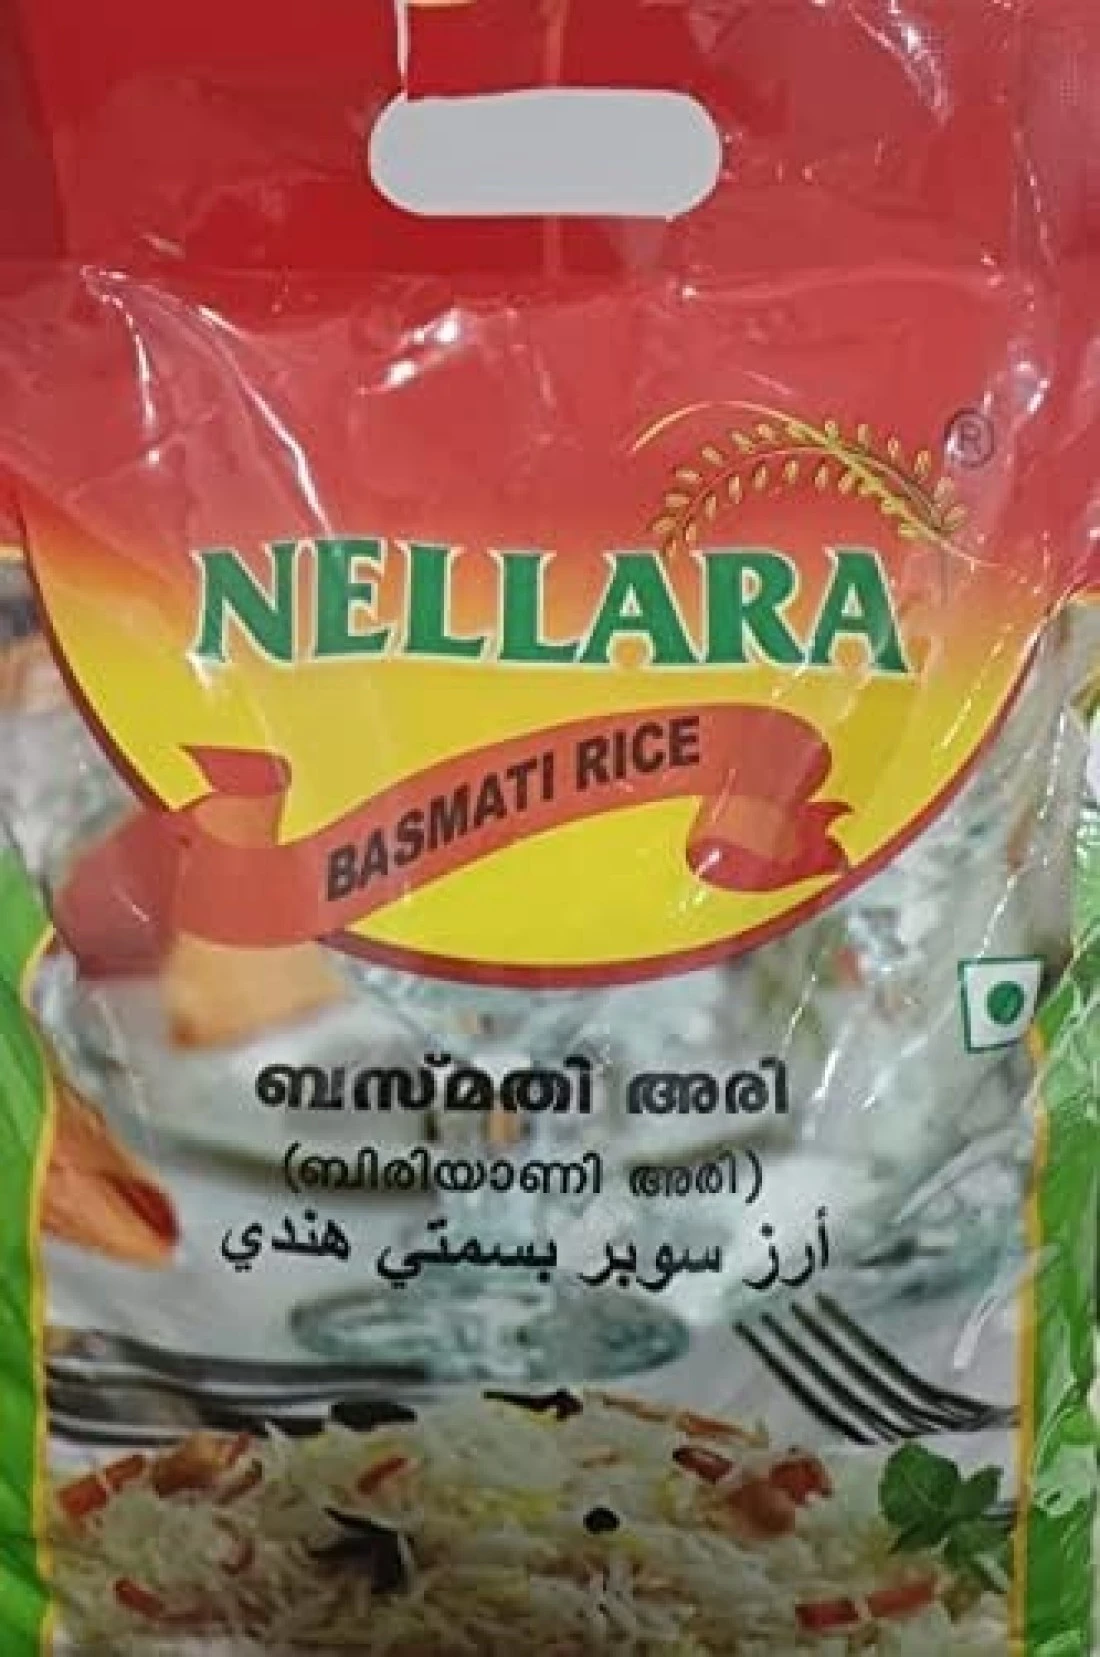 ®
NELLARA
BASMATI RICE
ബസ്മതി അരി
(ബിരിയാണി അരി)
أرز سوبر بسمتي هندي